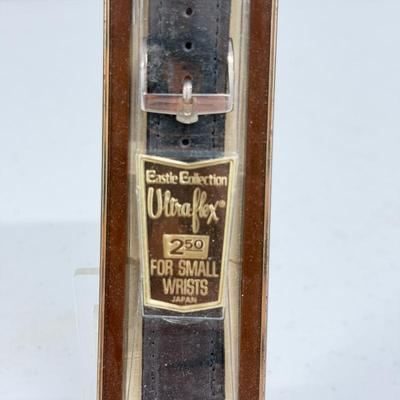 Eastle Eollection
Ultraflex®
2.50
FOR SMALL
WRISTS
JAPAN